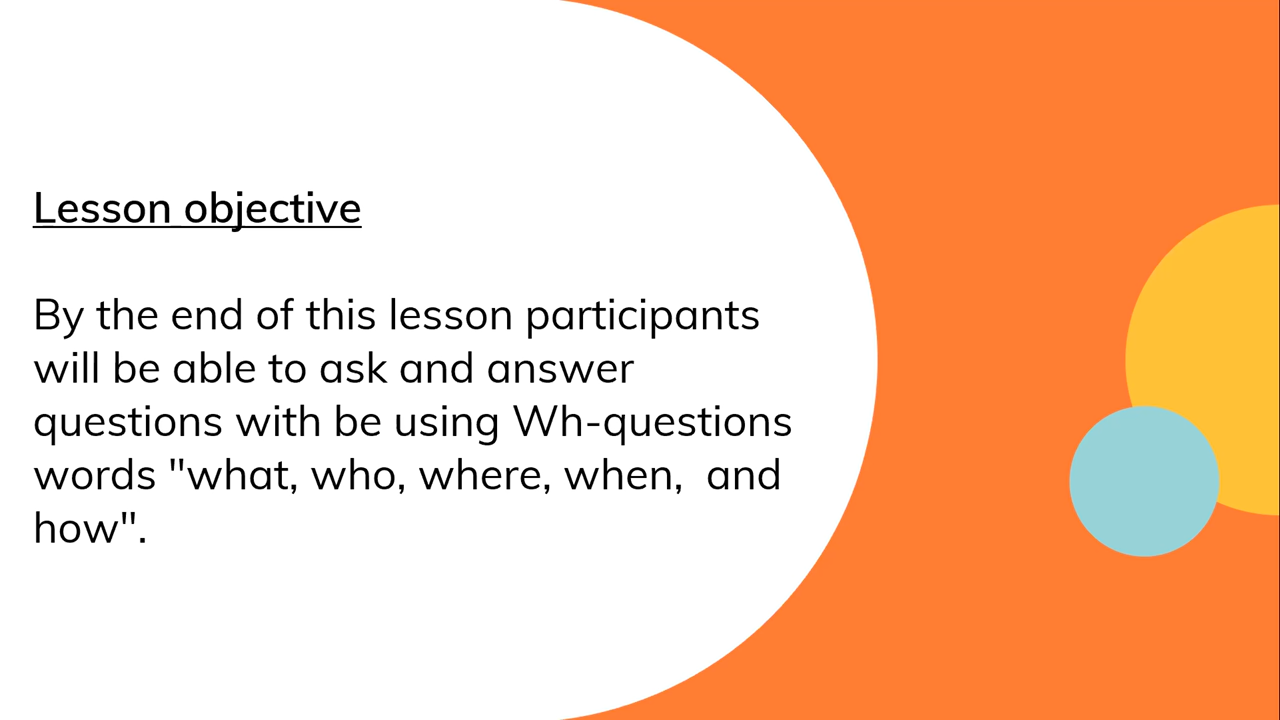 Lesson objective
By the end of this lesson participants
will be able to ask and answer
questions with be using Wh-questions
words "what, who, where, when,  and
how".